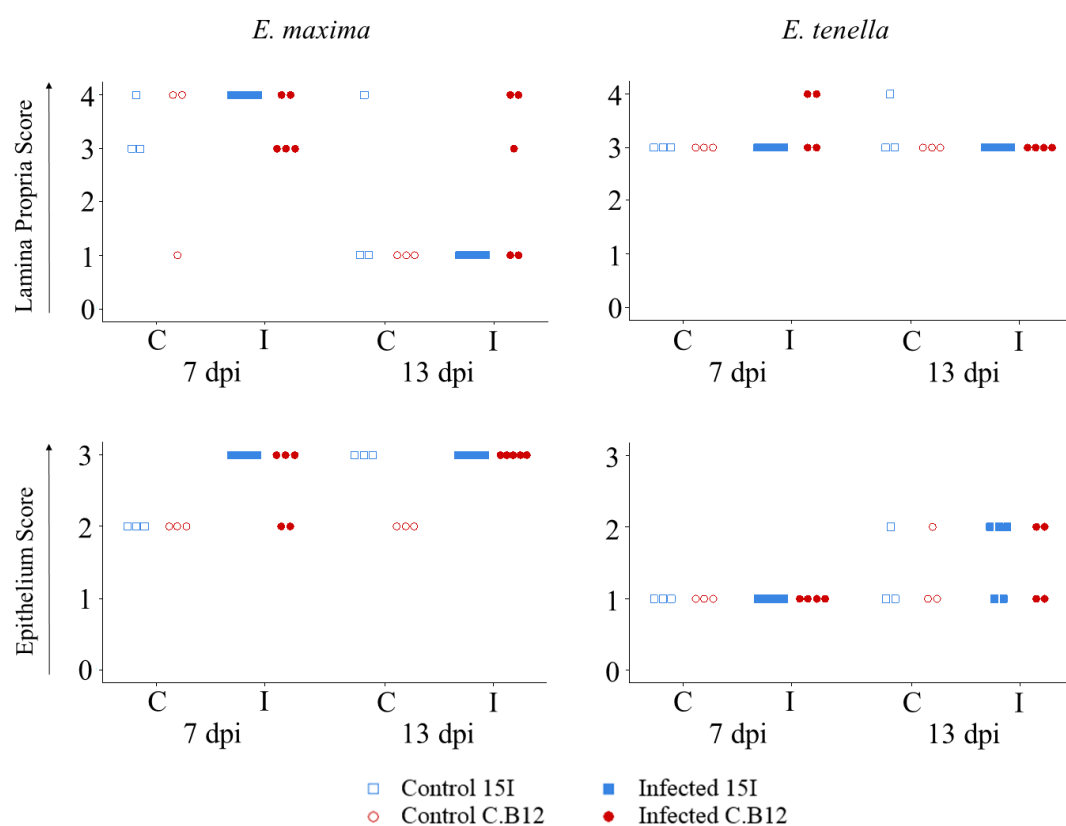 E. maxima
E. tenella
Lamina Propria Score
4
3
2
1
0
C I C I
7 dpi 13 dpi
4
3
2
1
0
C I C I
7 dpi 13 dpi
Epithelium Score
3
2
1
0
C I C I
7 dpi 13 dpi
3
2
1
0
C I C I
7 dpi 13 dpi
Control 15I
Infected 15I
Control C.B12
Infected C.B12